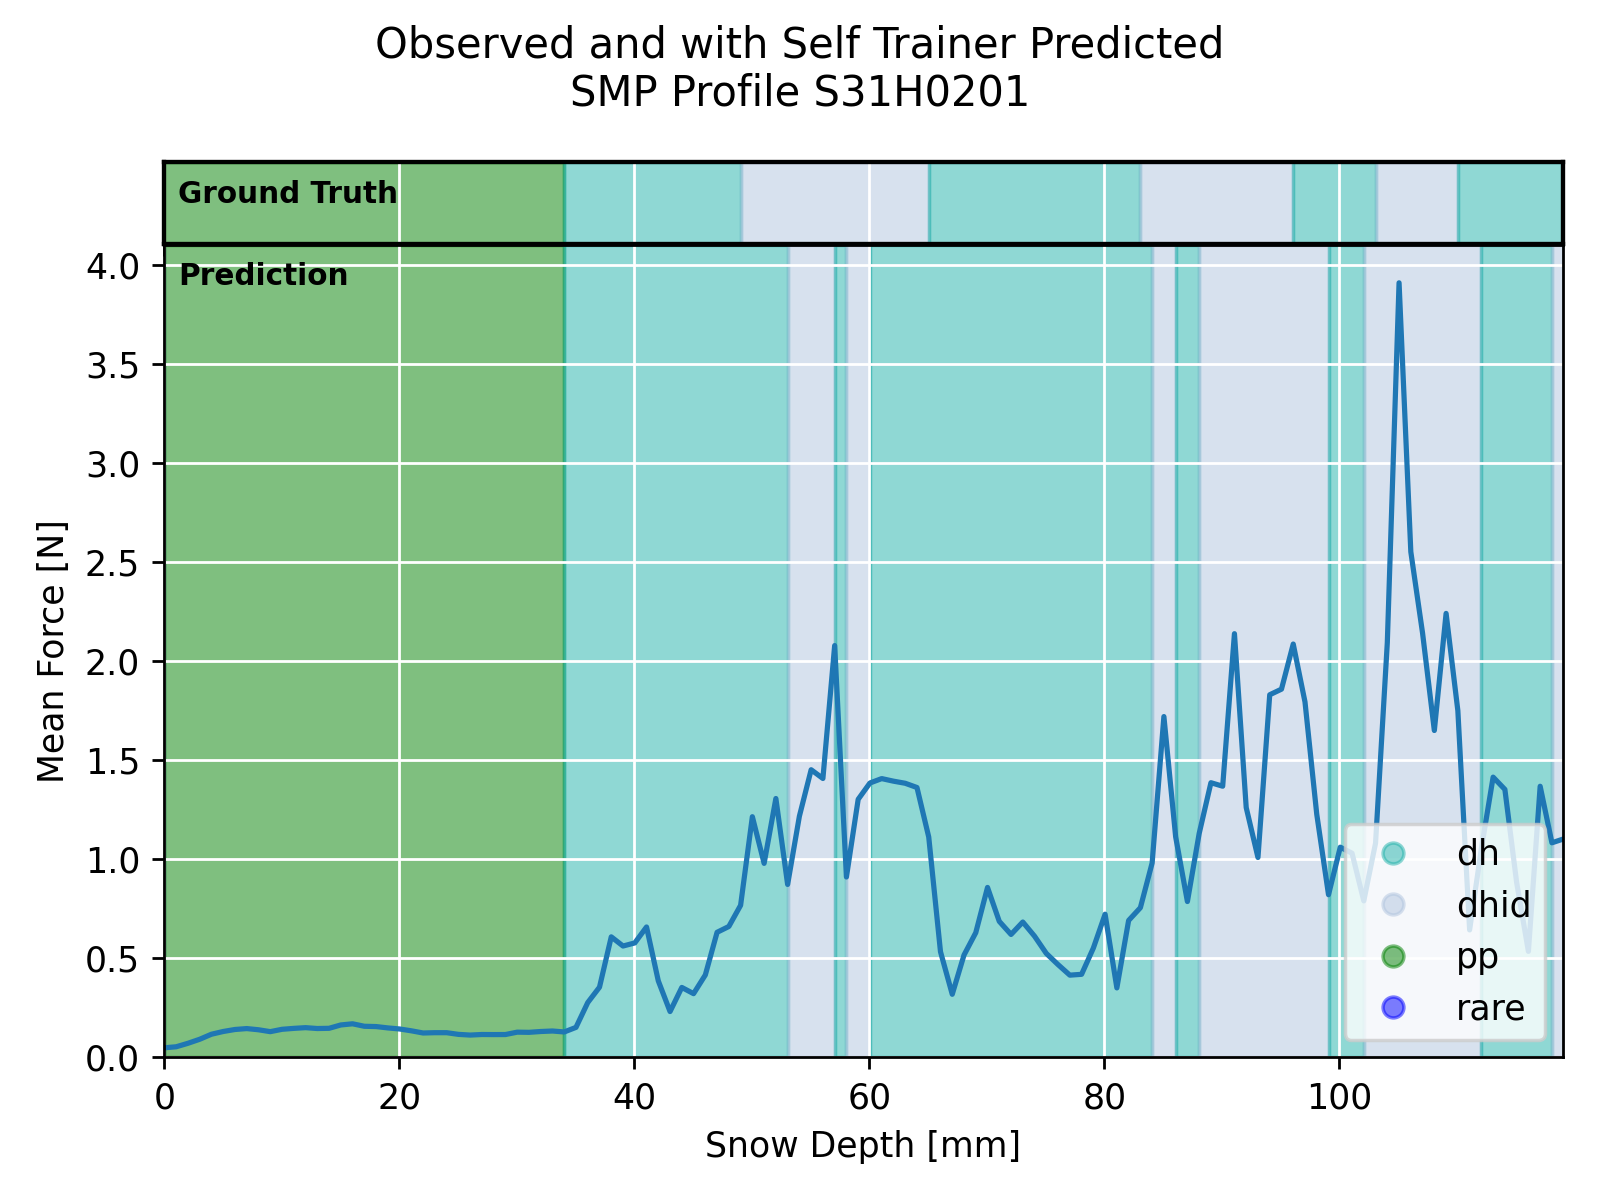 Observed and with Self Trainer Predicted
SMP Profile S31H0201
Ground Truth
Prediction
4.0
3.5
3.0
2.5
2.0
1.5
1.0
0.5
0.0
Mean Force [N]
dh
dhid
pp
rare
0 20 40 60 80 100
Snow Depth [mm]